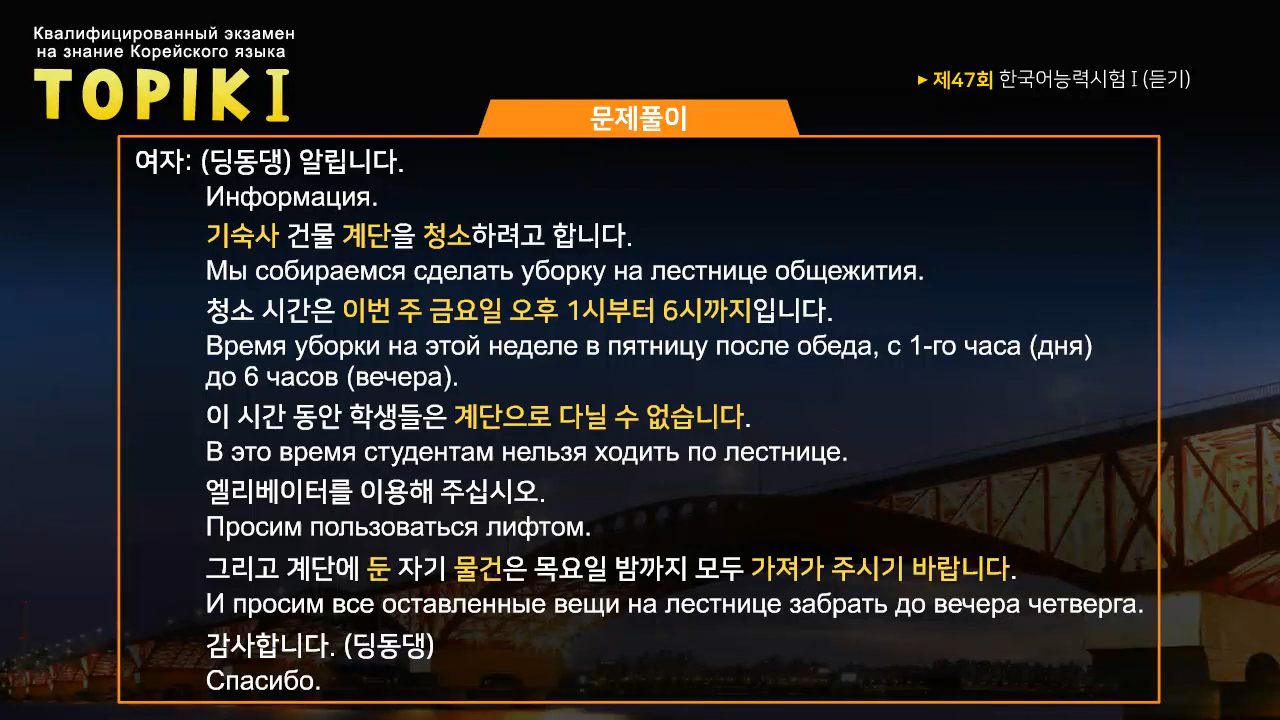 Квалифицированный экзамен
на знание Корейского языка
TOPIK I
▸ 제47회 한국어능력시험 I (듣기)
문제풀이
여자: (딩동댕) 알립니다.
Информация.
기숙사 건물 계단을 청소하려고 합니다.
Мы собираемся сделать уборку на лестнице общежития.
청소 시간은 이번 주 금요일 오후 1시부터 6시까지입니다.
Время уборки на этой неделе в пятницу после обеда, с 1-го часа (дня)
до 6 часов (вечера).
이 시간 동안 학생들은 계단으로 다닐 수 없습니다.
В это время студентам нельзя ходить по лестнице.
엘리베이터를 이용해 주십시오.
Просим пользоваться лифтом.
그리고 계단에 둔 자기 물건은 목요일 밤까지 모두 가져가 주시기 바랍니다.
И просим все оставленные вещи на лестнице забрать до вечера четверга.
감사합니다. (딩동댕)
Спасибо.